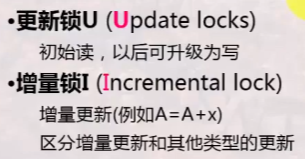 •更新锁U (Update locks)
初始读，以后可升级为写
•增量锁I (Incremental lock)
增量更新(例如A=A+x)
区分增量更新和其他类型的更新